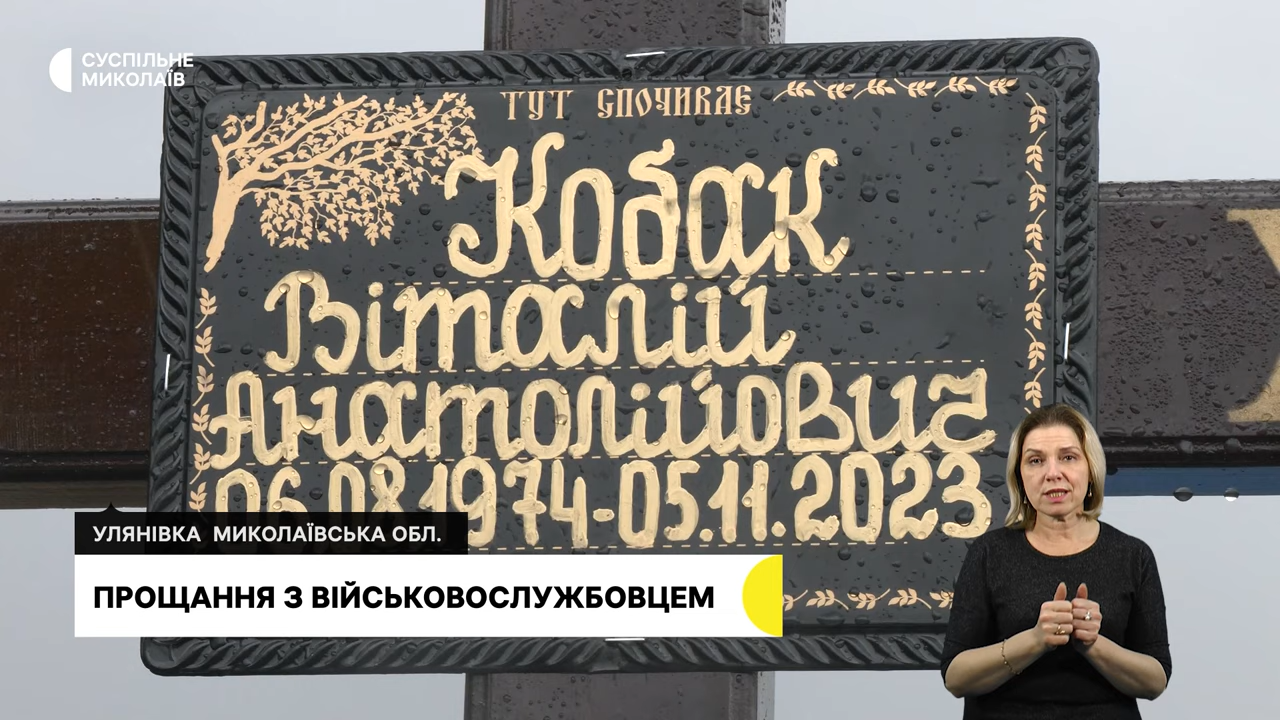 СУСПІЛЬНЕ
МИКОЛАЇВ
ТУТ СПОЧИВАЄ
Кобак
Віталій
Анатолійович
06.08.1974-05.11.2023
УЛЯНІВКА МИКОЛАЇВСЬКА ОБЛ.
ПРОЩАННЯ З ВІЙСЬКОВОСЛУЖБОВЦЕМ